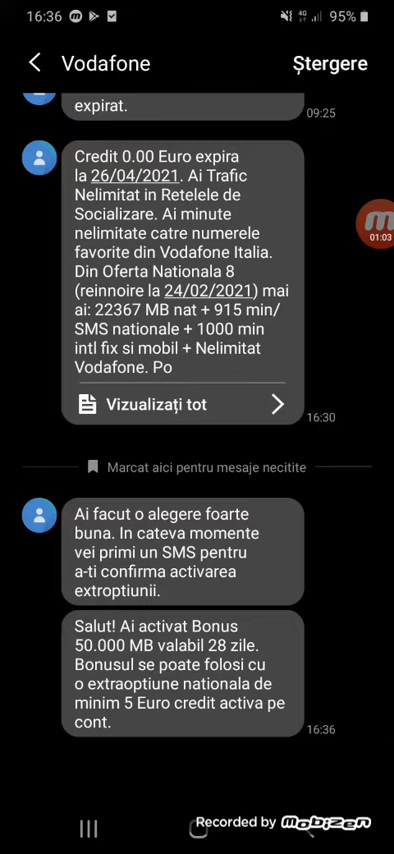 16:36
4G
95%
Vodafone
Ștergere
expirat.
09:25
Credit 0.00 Euro expira
la 26/04/2021. Ai Trafic
Nelimitat in Retelele de
Socializare. Ai minute
nelimitate catre numerele
favorite din Vodafone Italia.
Din Oferta Nationala 8
(reinnoire la 24/02/2021) mai
ai: 22367 MB nat + 915 min/
SMS nationale + 1000 min
intl fix si mobil + Nelimitat
Vodafone. Po
Vizualizați tot
16:30
01:03
Marcat aici pentru mesaje necitite
Ai facut o alegere foarte
buna. In cateva momente
vei primi un SMS pentru
a-ti confirma activarea
extroptiunii.
Salut! Ai activat Bonus
50.000 MB valabil 28 zile.
Bonusul se poate folosi cu
o extraoptiune nationala de
minim 5 Euro credit activa pe
cont.
16:36
Recorded by mobizen